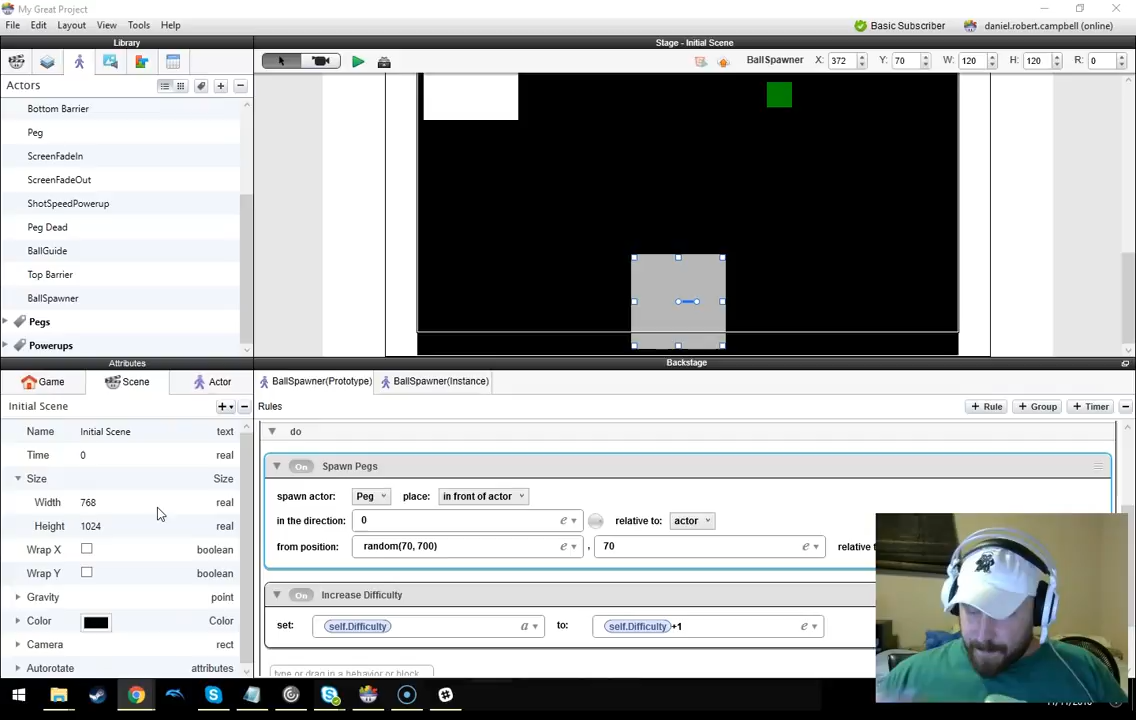 My Great Project
File Edit Layout View Tools Help
Basic Subscriber daniel.robert.campbell (online)
Library
Stage - Initial Scene
BallSpawner X: 372 Y: 70 W: 120 H: 120 R: 0
Actors
Bottom Barrier
Peg
ScreenFadeIn
ScreenFadeOut
ShotSpeedPowerup
Peg Dead
BallGuide
Top Barrier
BallSpawner
Pegs
Powerups
Attributes
Backstage
Game Scene Actor
BallSpawner(Prototype) BallSpawner(Instance)
Initial Scene
Rules
+ Rule + Group + Timer
Name Initial Scene text
Time 0 real
Size Size
Width 768 real
Height 1024 real
Wrap X boolean
Wrap Y boolean
Gravity point
Color Color
Camera rect
Autorotate attributes
do
On Spawn Pegs
spawn actor: Peg place: in front of actor
in the direction: 0 e relative to: actor
from position: random(70, 700) e , 70 e relative
On Increase Difficulty
set: self.Difficulty a to: self.Difficulty +1 e
type or drag in a behavior or block